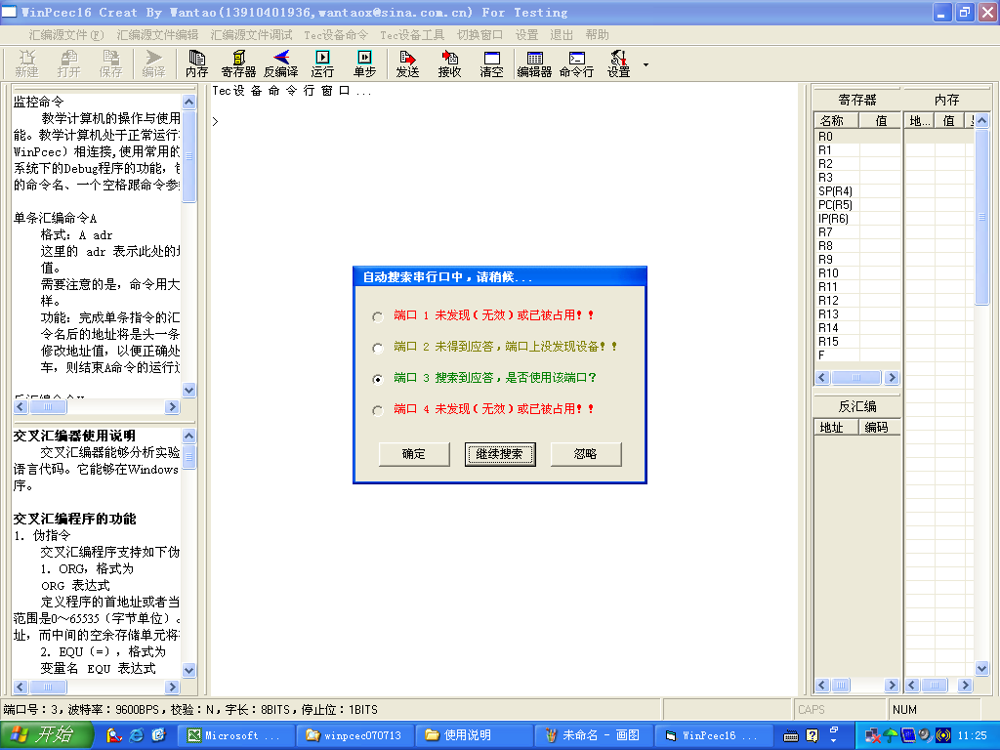 WinPcec16 Creat By Wantao(13910401936,wantaox@sina.com.cn) For Testing
汇编源文件(F) 汇编源文件编辑 汇编源文件调试 Tec设备命令 Tec设备工具 切换窗口 设置 退出 帮助
新建 打开 保存 编译 内存 寄存器 反编译 运行 单步 发送 接收 清空 编辑器 命令行 设置
监控命令
教学计算机的操作与使用
能。教学计算机处于正常运行
WinPcec）相连接,使用常用的
系统下的Debug程序的功能，
的命令名、一个空格跟命令参
单条汇编命令A
格式：A adr
这里的 adr 表示此处的
值。
需要注意的是，命令用大
样。
功能：完成单条指令的汇
令名后的地址将是头一条
修改地址值，以便正确处
车，则结束A命令的运行
交叉汇编器使用说明
交叉汇编器能够分析实验
语言代码。它能够在Windows
序。
交叉汇编程序的功能
1. 伪指令
交叉汇编程序支持如下伪
1. ORG，格式为
ORG 表达式
定义程序的首地址或者当
范围是0～65535（字节单位）。
址，而中间的空余存储单元将
2. EQU（=），格式为
变量名 EQU 表达式
Tec设备命令行窗口...
>
自动搜索串行口中，请稍候...
端口 1 未发现（无效）或已被占用！！
端口 2 未得到应答，端口上没发现设备！！
端口 3 搜索到应答，是否使用该端口？
端口 4 未发现（无效）或已被占用！！
确定 继续搜索 忽略
寄存器
名称 值
R0
R1
R2
R3
SP(R4)
PC(R5)
IP(R6)
R7
R8
R9
R10
R11
R12
R13
R14
R15
F
反汇编
地址 编码
内存
地... 值
端口号：3，波特率：9600BPS，校验：N，字长：8BITS，停止位：1BITS
CAPS NUM
开始 Microsoft ... winpcec070713 使用说明 未命名 - 画图 WinPcec16 ... 11:25